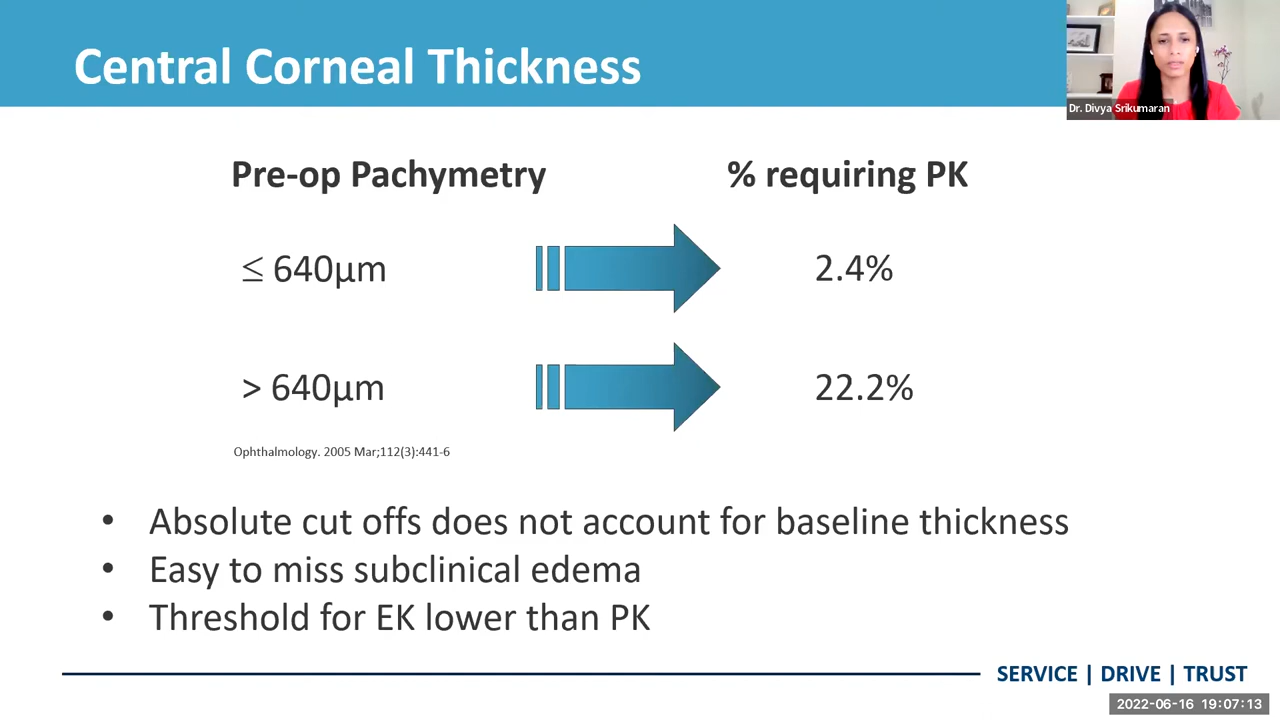 Central Corneal Thickness
Dr. Divya Srikumaran
Pre-op Pachymetry
% requiring PK
≤ 640µm
2.4%
> 640µm
22.2%
Ophthalmology. 2005 Mar;112(3):441-6
• Absolute cut offs does not account for baseline thickness
• Easy to miss subclinical edema
• Threshold for EK lower than PK
SERVICE | DRIVE | TRUST
2022-06-16 19:07:13